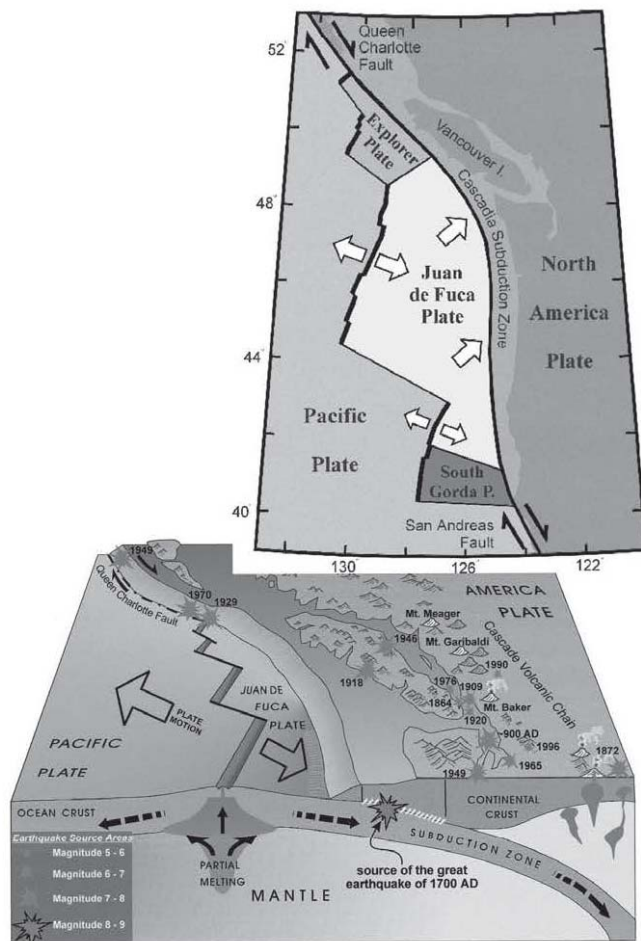 52°
Queen
Charlotte
Fault
Explorer
Plate
Vancouver I.
48°
Cascadia Subduction Zone
Juan
de Fuca
Plate
North
America
Plate
44°
Pacific
Plate
South
Gorda P.
40°
San Andreas
Fault
130°
126°
122°
1949
Queen Charlotte Fault
1970
1929
AMERICA
PLATE
Mt. Meager
Mt. Garibaldi
Cascade Volcanic Chain
1946
1990
1918
1976
1909
Mt. Baker
1864
1920
~900 AD
1996
1872
1965
1949
PLATE
MOTION
JUAN DE
FUCA
PLATE
PACIFIC
PLATE
OCEAN CRUST
CONTINENTAL
CRUST
SUBDUCTION ZONE
Earthquake Source Areas
Magnitude 5 - 6
Magnitude 6 - 7
Magnitude 7 - 8
Magnitude 8 - 9
PARTIAL
MELTING
MANTLE
source of the great
earthquake of 1700 AD